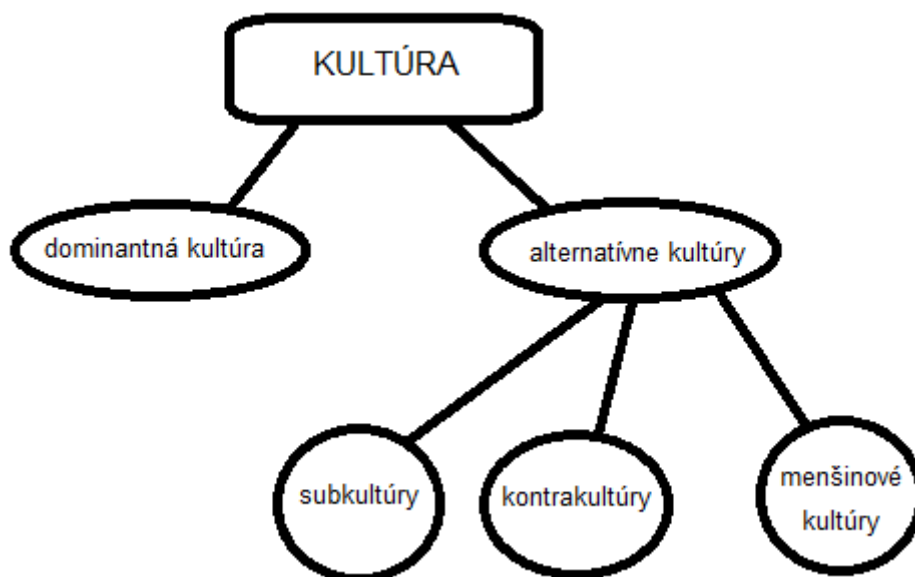 KULTÚRA
dominantná kultúra
alternatívne kultúry
subkultúry
kontrakultúry
menšinové
kultúry